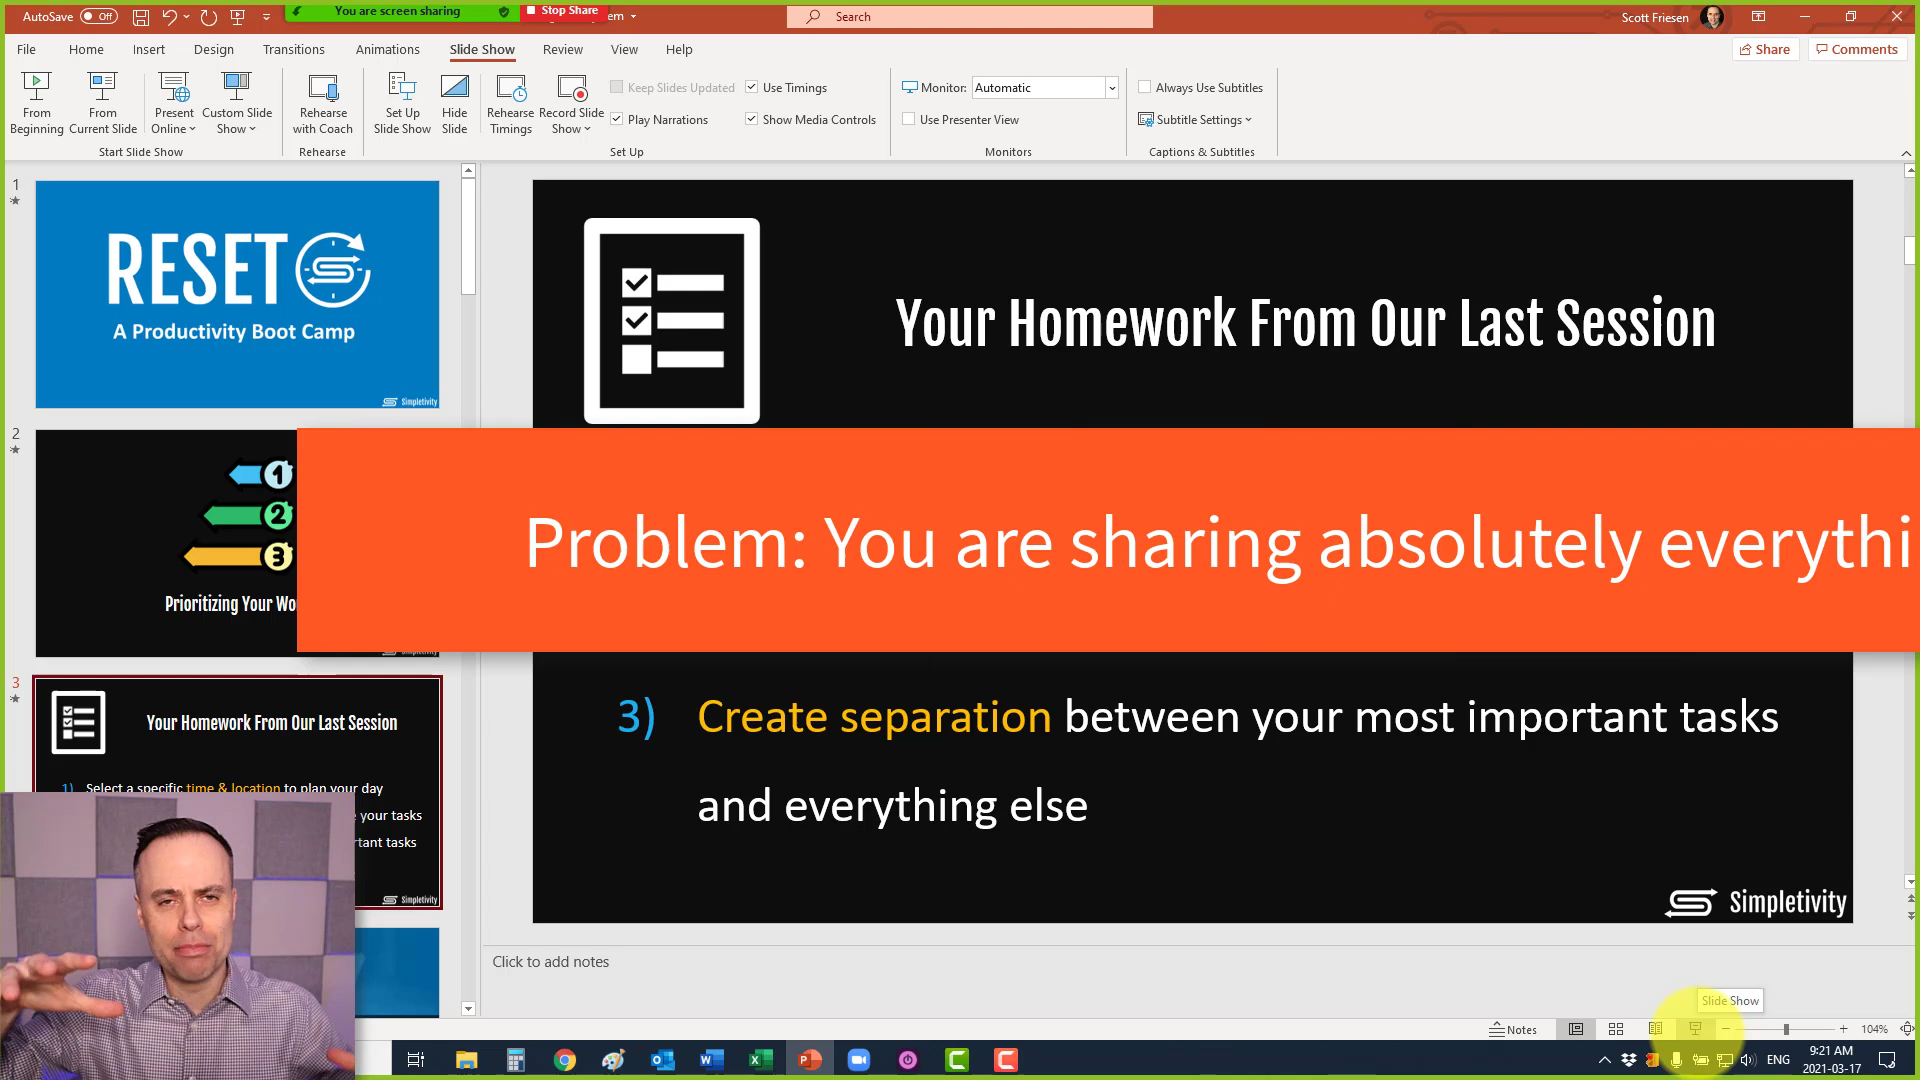 AutoSave Off
You are screen sharing
Stop Share
Search
Scott Friesen
File Home Insert Design Transitions Animations Slide Show Review View Help
Share Comments
From Beginning
From Current Slide
Present Online
Custom Slide Show
Start Slide Show
Rehearse with Coach
Rehearse
Set Up Slide Show
Hide Slide
Rehearse Timings
Record Slide Show
Keep Slides Updated
Use Timings
Play Narrations
Show Media Controls
Set Up
Monitor: Automatic
Use Presenter View
Monitors
Always Use Subtitles
Subtitle Settings
Captions & Subtitles
1
RESET
A Productivity Boot Camp
Simpletivity
2
1
2
3
Prioritizing Your
3
Your Homework From Our Last Session
1) Select a specific time & location to plan your day
your tasks
tasks
Simpletivity
Your Homework From Our Last Session
Problem: You are sharing absolutely
3) Create separation between your most important tasks
and everything else
Simpletivity
Click to add notes
Slide Show
Notes
104%
ENG
9:21 AM
2021-03-17